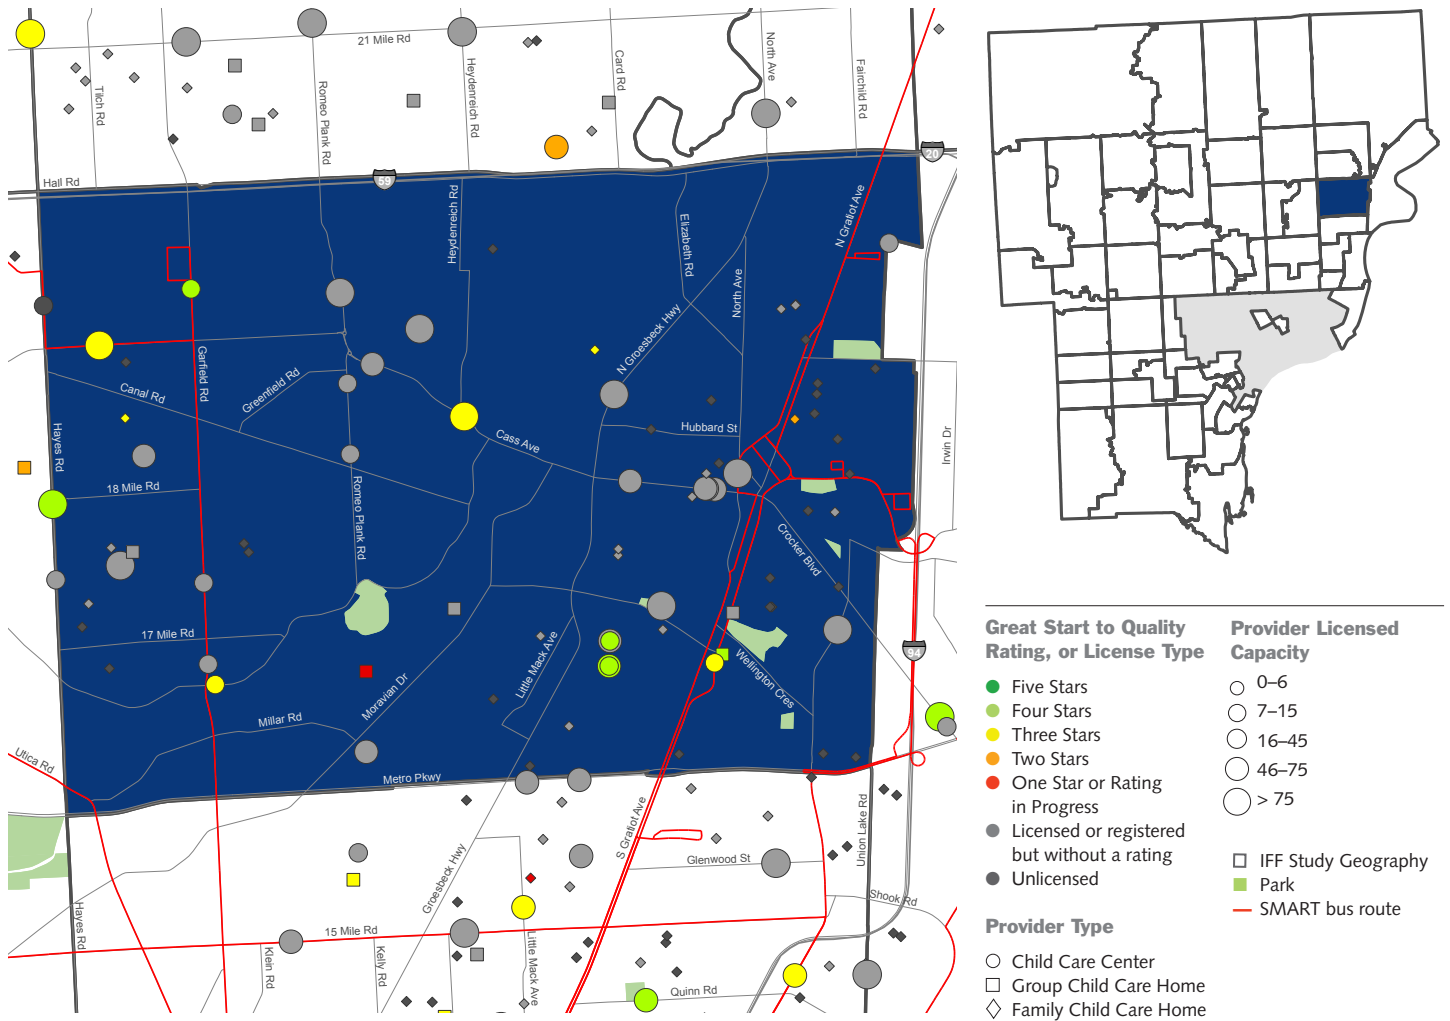 21 Mile Rd
Tilch Rd
Romeo Plank Rd
Heydenreich Rd
Card Rd
North Ave
Fairchild Rd
20
Hall Rd
59
Heydenreich Rd
Elizabeth Rd
North Ave
N Gratiot Ave
N Groesbeck Hwy
Garfield Rd
Greenfield Rd
Canal Rd
Hayes Rd
Cass Ave
Hubbard St
Irwin Dr
18 Mile Rd
Romeo Plank Rd
Crocker Blvd
17 Mile Rd
Little Mack Ave
Wellington Cres
94
Moravian Dr
Millar Rd
Utica Rd
Metro Pkwy
S Gratiot Ave
Union Lake Rd
Groesbeck Hwy
Glenwood St
Shook Rd
Hayes Rd
15 Mile Rd
Klein Rd
Kelly Rd
Little Mack Ave
Quinn Rd
Great Start to Quality
Rating, or License Type
Five Stars
Four Stars
Three Stars
Two Stars
One Star or Rating
in Progress
Licensed or registered
but without a rating
Unlicensed
Provider Type
Child Care Center
Group Child Care Home
Family Child Care Home
Provider Licensed
Capacity
0–6
7–15
16–45
46–75
> 75
IFF Study Geography
Park
SMART bus route